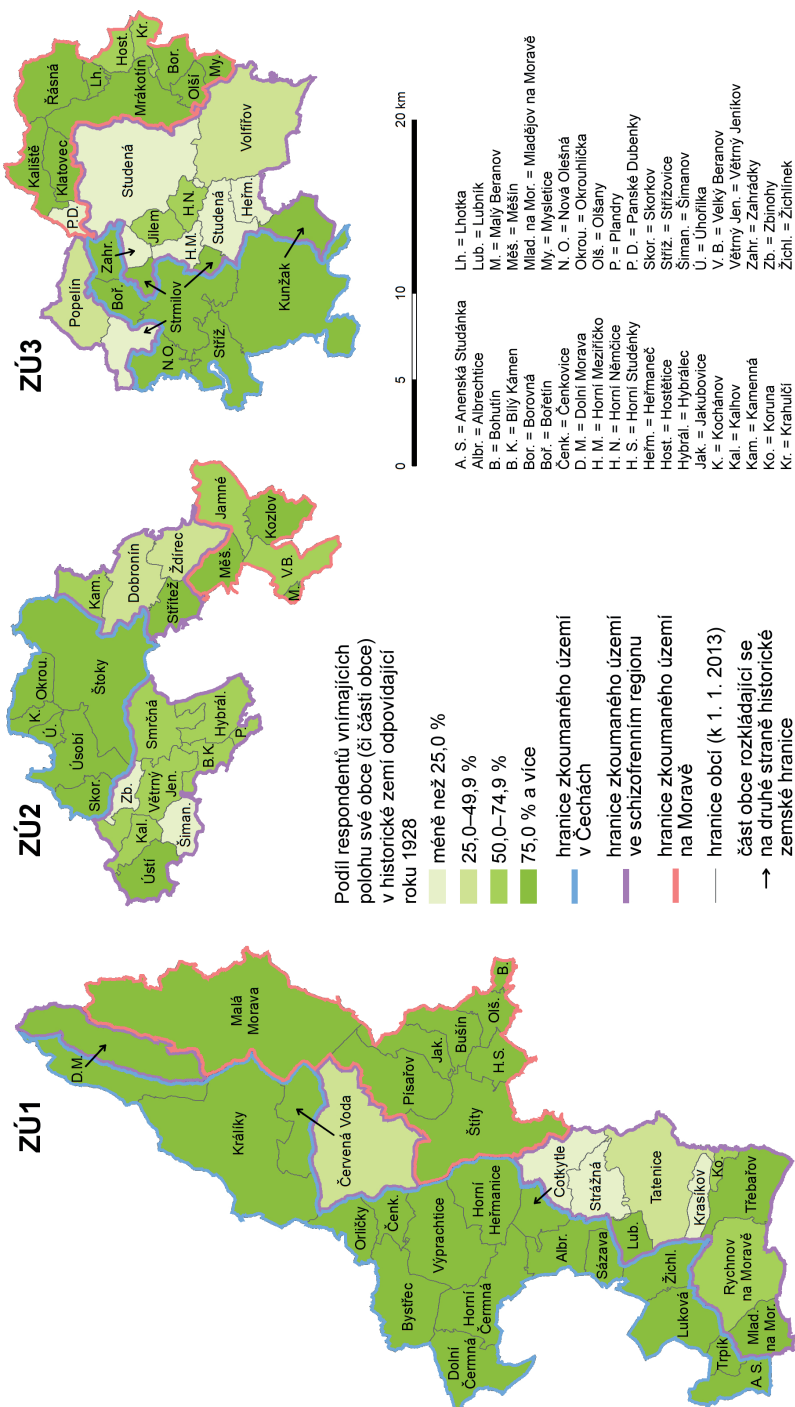 ZÚ1
D.M.
Malá
Morava
Králíky
Červená Voda
Písařov
Jak.
Bušín
Olš.
B.
H.S.
Štíty
Orličky
Čenk.
Bystřec
Výprachtice
Horní
Heřmanice
Horní
Čermná
Dolní
Čermná
Cotkytle
Strážná
Albr.
Sázava
Tatenice
Lub.
Krasíkov
Ko.
Třebařov
Žichl.
Luková
Rychnov
na Moravě
Trpík
Mlad.
na Mor.
A.S.
ZÚ2
Okrou.
K.
Ú.
Úsobí
Štoky
Skor.
Kam.
Dobronín
Ždírec
Střítež
Jamné
Měš.
Kozlov
V.B.
M.
Zb.
Smrčná
Větrný
Jen.
Kal.
Ústí
Šiman.
B.K.
Hybrál.
P.
ZÚ3
Řásná
Kaliště
Klatovec
Lh.
Host.
Kr.
Mrákotín
Bor.
Olší
My.
P.D.
Studená
Volfířov
Popelín
Zahr.
Boř.
Jilem
H.N.
H.M.
Studená
Heřm.
Strmilov
N.O.
Stříž.
Kunžak
Podíl respondentů vnímajících
polohu své obce (či části obce)
v historické zemi odpovídající
roku 1928
méně než 25,0 %
25,0–49,9 %
50,0–74,9 %
75,0 % a více
hranice zkoumaného území
v Čechách
hranice zkoumaného území
ve schizofrenním regionu
hranice zkoumaného území
na Moravě
hranice obcí (k 1. 1. 2013)
část obce rozkládající se
na druhé straně historické
zemské hranice
0
5
10
20 km
A. S. = Anenská Studánka
Albr. = Albrechtice
B. = Bohutín
B. K. = Bílý Kámen
Bor. = Borovná
Boř. = Bořetín
Čenk. = Čenkovice
D. M. = Dolní Morava
H. M. = Horní Meziříčko
H. N. = Horní Němčice
H. S. = Horní Studénky
Heřm. = Heřmaneč
Host. = Hostětice
Hybrál. = Hybrálec
Jak. = Jakubovice
K. = Kochánov
Kal. = Kalhov
Kam. = Kamenná
Ko. = Koruna
Kr. = Krahulčí
Lh. = Lhotka
Lub. = Lubník
M. = Malý Beranov
Měš. = Měšín
Mlad. na Mor. = Mladějov na Moravě
My. = Mysletice
N. O. = Nová Olešná
Okrou. = Okrouhlička
Olš. = Olšany
P. = Plandry
P. D. = Panské Dubenky
Skor. = Skorkov
Stříž. = Střížovice
Šiman. = Šimanov
Ú. = Úhořilka
V. B. = Velký Beranov
Větrný Jen. = Větrný Jeníkov
Zahr. = Zahrádky
Zb. = Zbinohy
Žichl. = Žichlínek